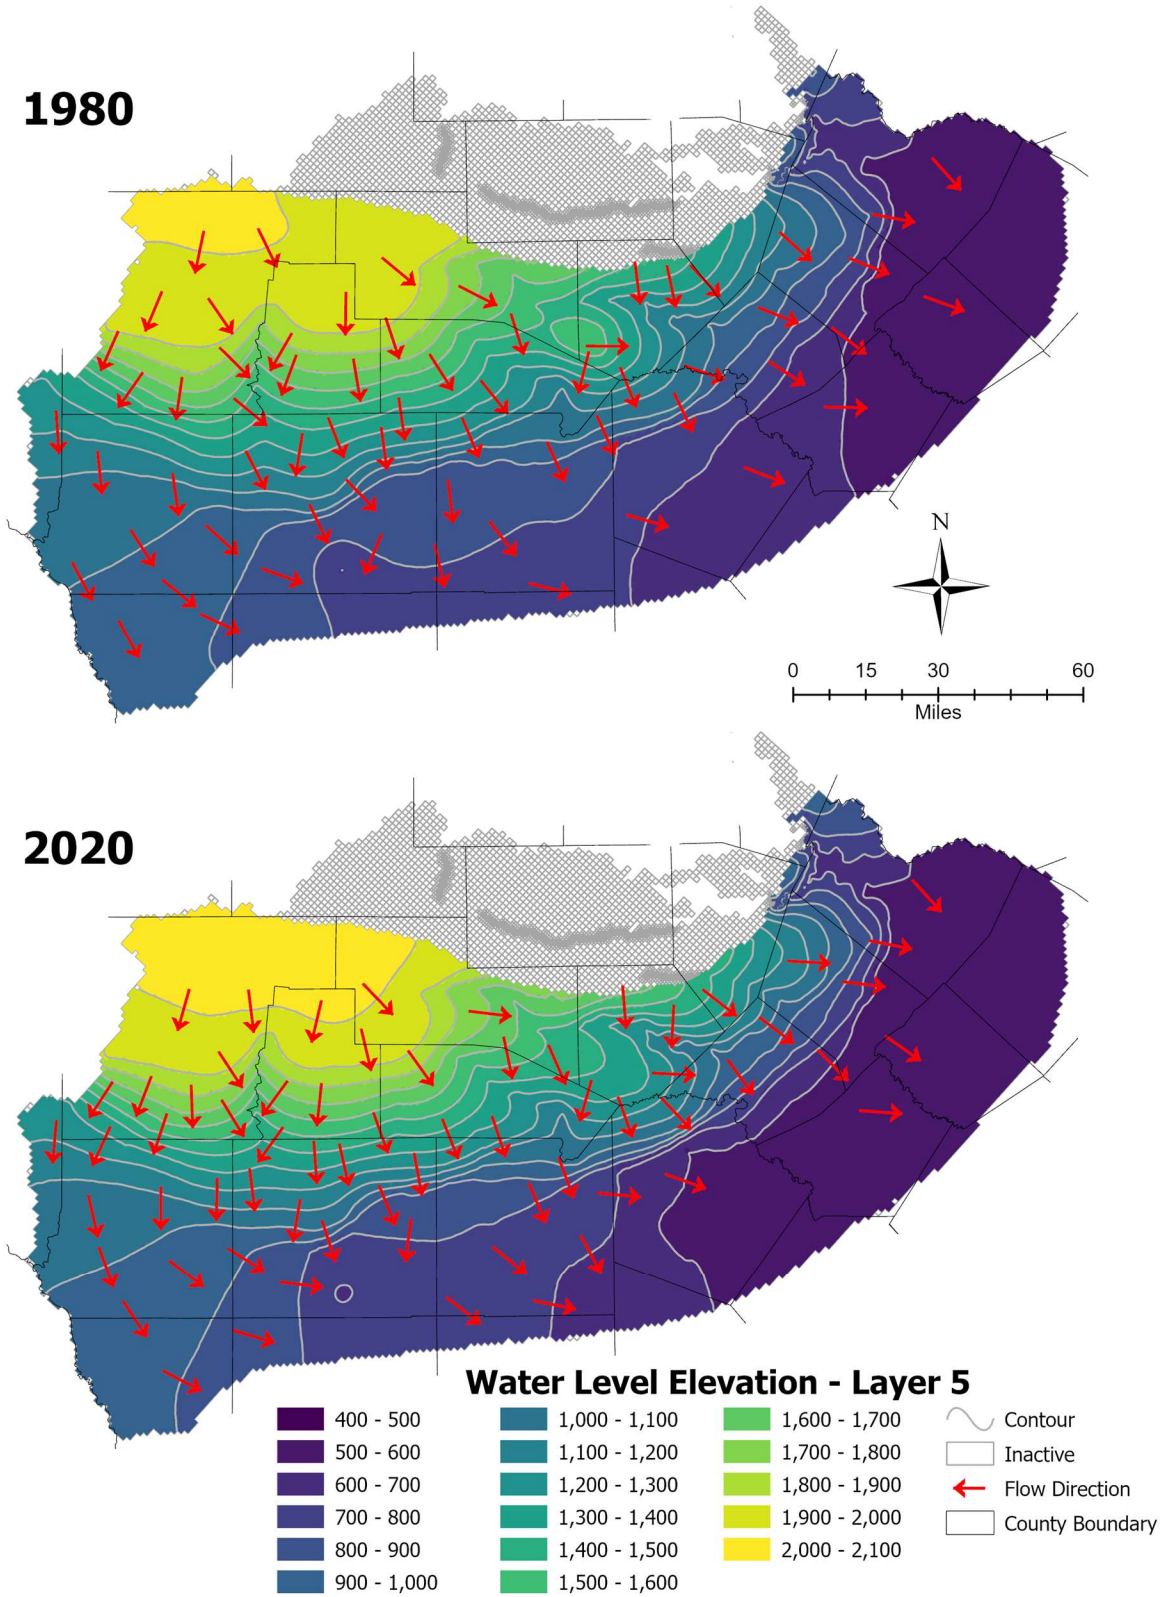 1980
N
0 15 30 60
Miles
2020
Water Level Elevation - Layer 5
400 - 500
500 - 600
600 - 700
700 - 800
800 - 900
900 - 1,000
1,000 - 1,100
1,100 - 1,200
1,200 - 1,300
1,300 - 1,400
1,400 - 1,500
1,500 - 1,600
1,600 - 1,700
1,700 - 1,800
1,800 - 1,900
1,900 - 2,000
2,000 - 2,100
Contour
Inactive
Flow Direction
County Boundary